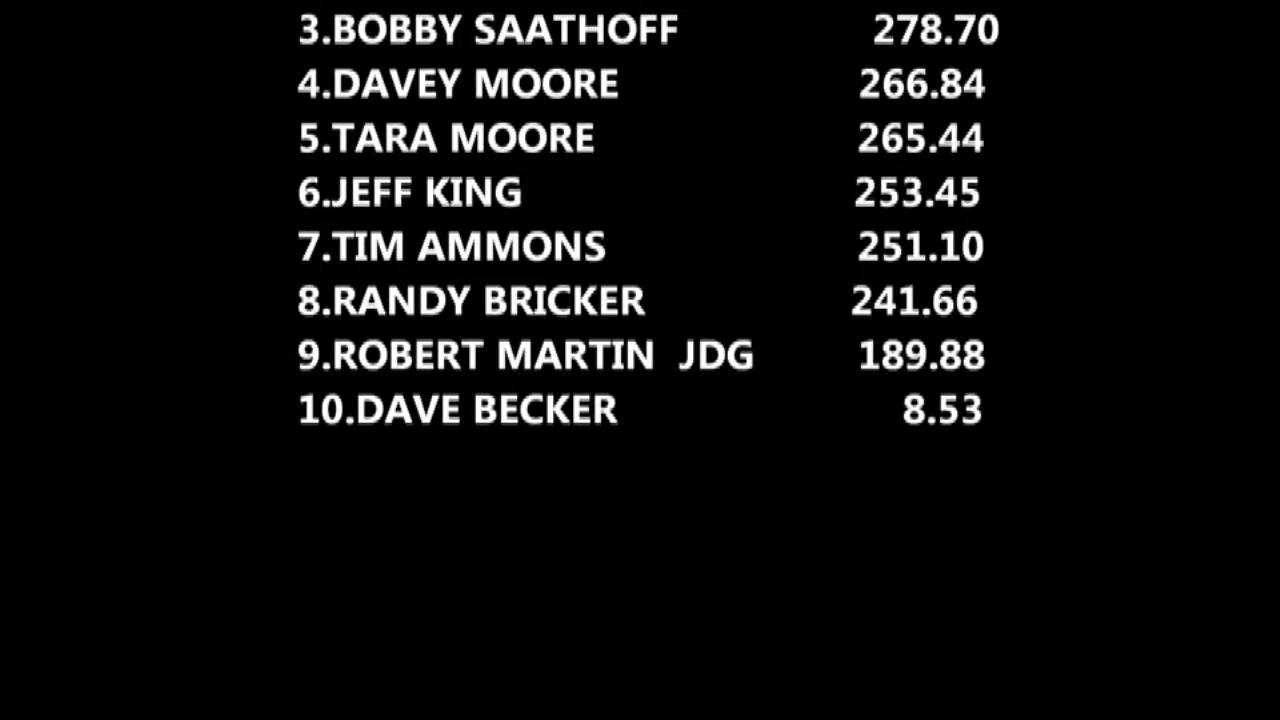 3.BOBBY SAATHOFF 278.70
4.DAVEY MOORE 266.84
5.TARA MOORE 265.44
6.JEFF KING 253.45
7.TIM AMMONS 251.10
8.RANDY BRICKER 241.66
9.ROBERT MARTIN JDG 189.88
10.DAVE BECKER 8.53